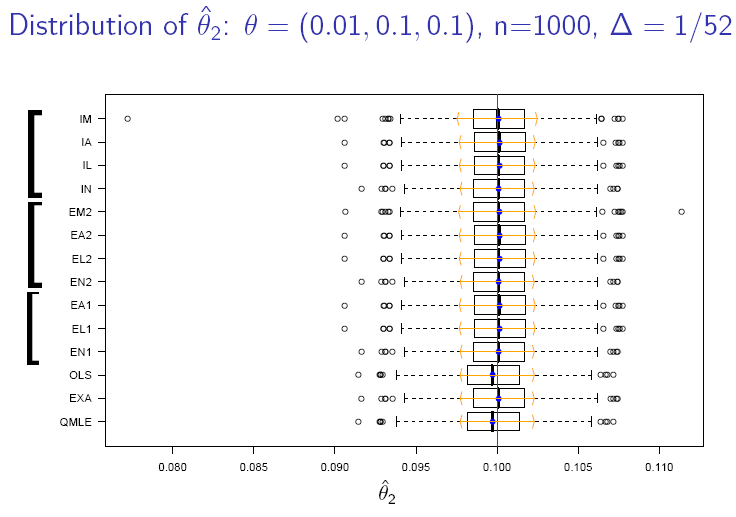 Distribution of θ̂₂: θ = (0.01, 0.1, 0.1), n=1000, Δ = 1/52
IM
IA
IL
IN
EM2
EA2
EL2
EN2
EA1
EL1
EN1
OLS
EXA
QMLE
0.080 0.085 0.090 0.095 0.100 0.105 0.110
θ̂₂